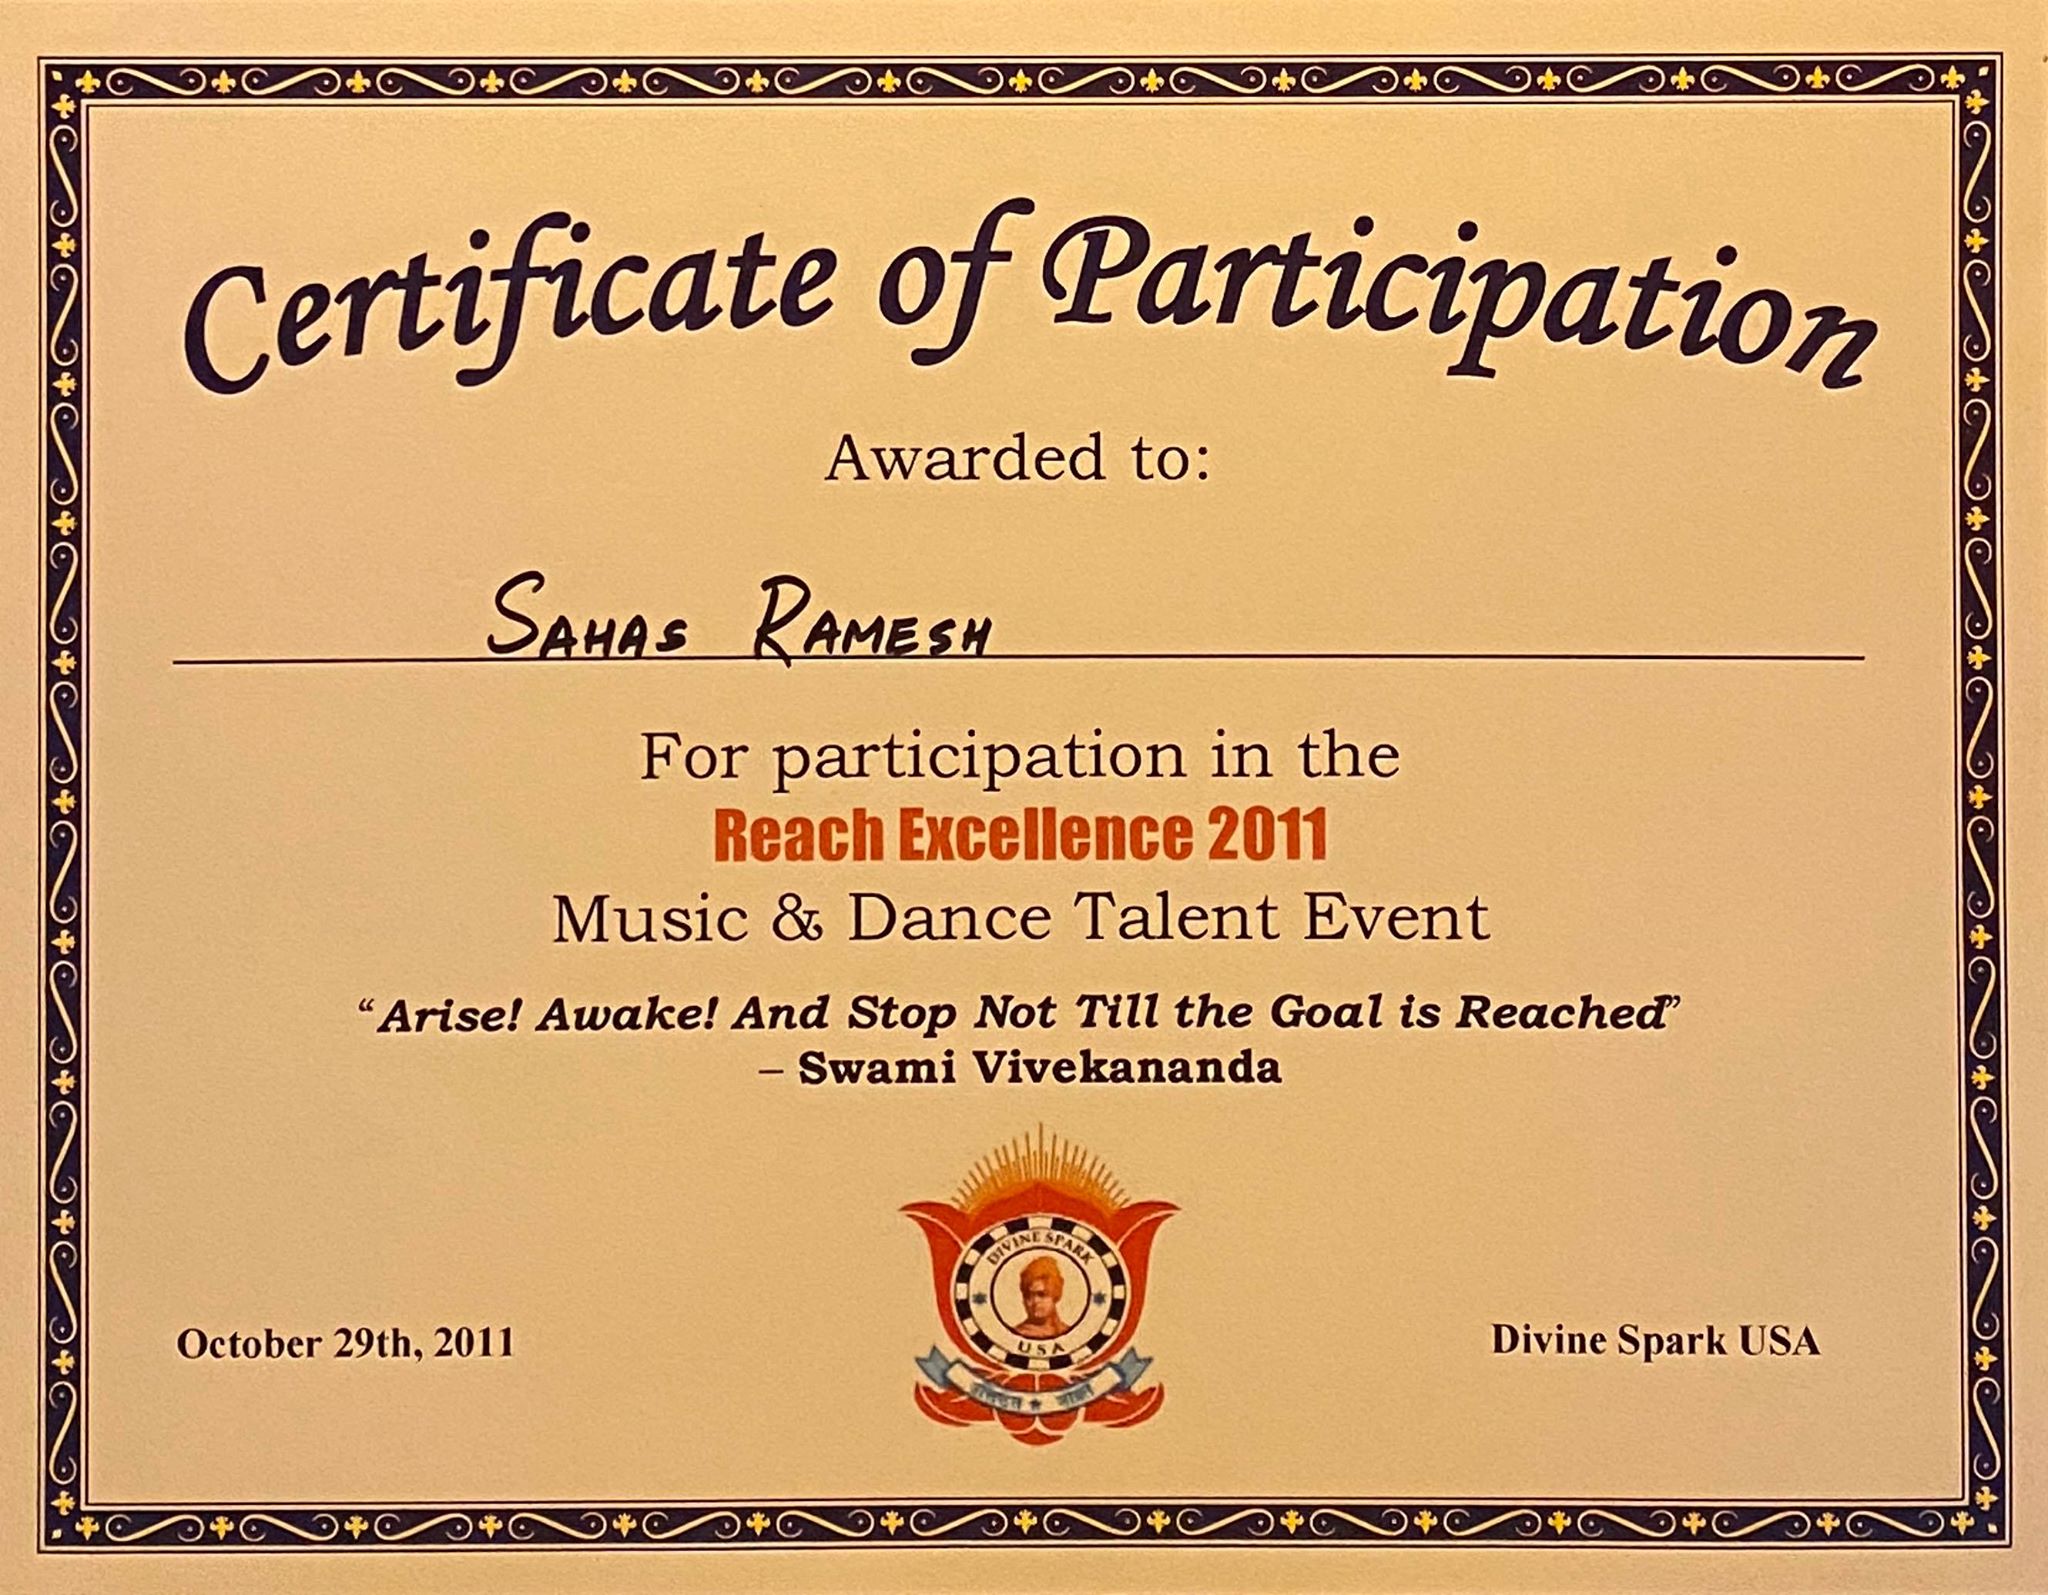 Certificate of Participation
Awarded to:
SAHAS RAMESH
For participation in the
Reach Excellence 2011
Music & Dance Talent Event
“Arise! Awake! And Stop Not Till the Goal is Reached”
– Swami Vivekananda
DIVINE SPARK
USA
October 29th, 2011
Divine Spark USA